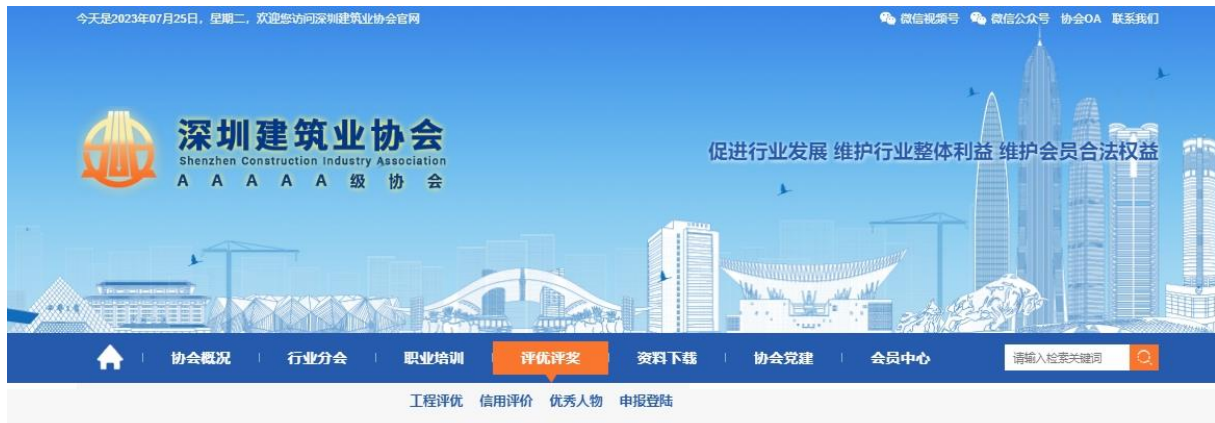 今天是2023年07月25日，星期二，欢迎您访问深圳建筑业协会官网
微信视频号 微信公众号 协会OA 联系我们
深圳建筑业协会
Shenzhen Construction Industry Association
AAAAA级协会
促进行业发展 维护行业整体利益 维护会员合法权益
协会概况 行业分会 职业培训 评优评奖 资料下载 协会党建 会员中心 请输入检索关键词
工程评优 信用评价 优秀人物 申报登陆